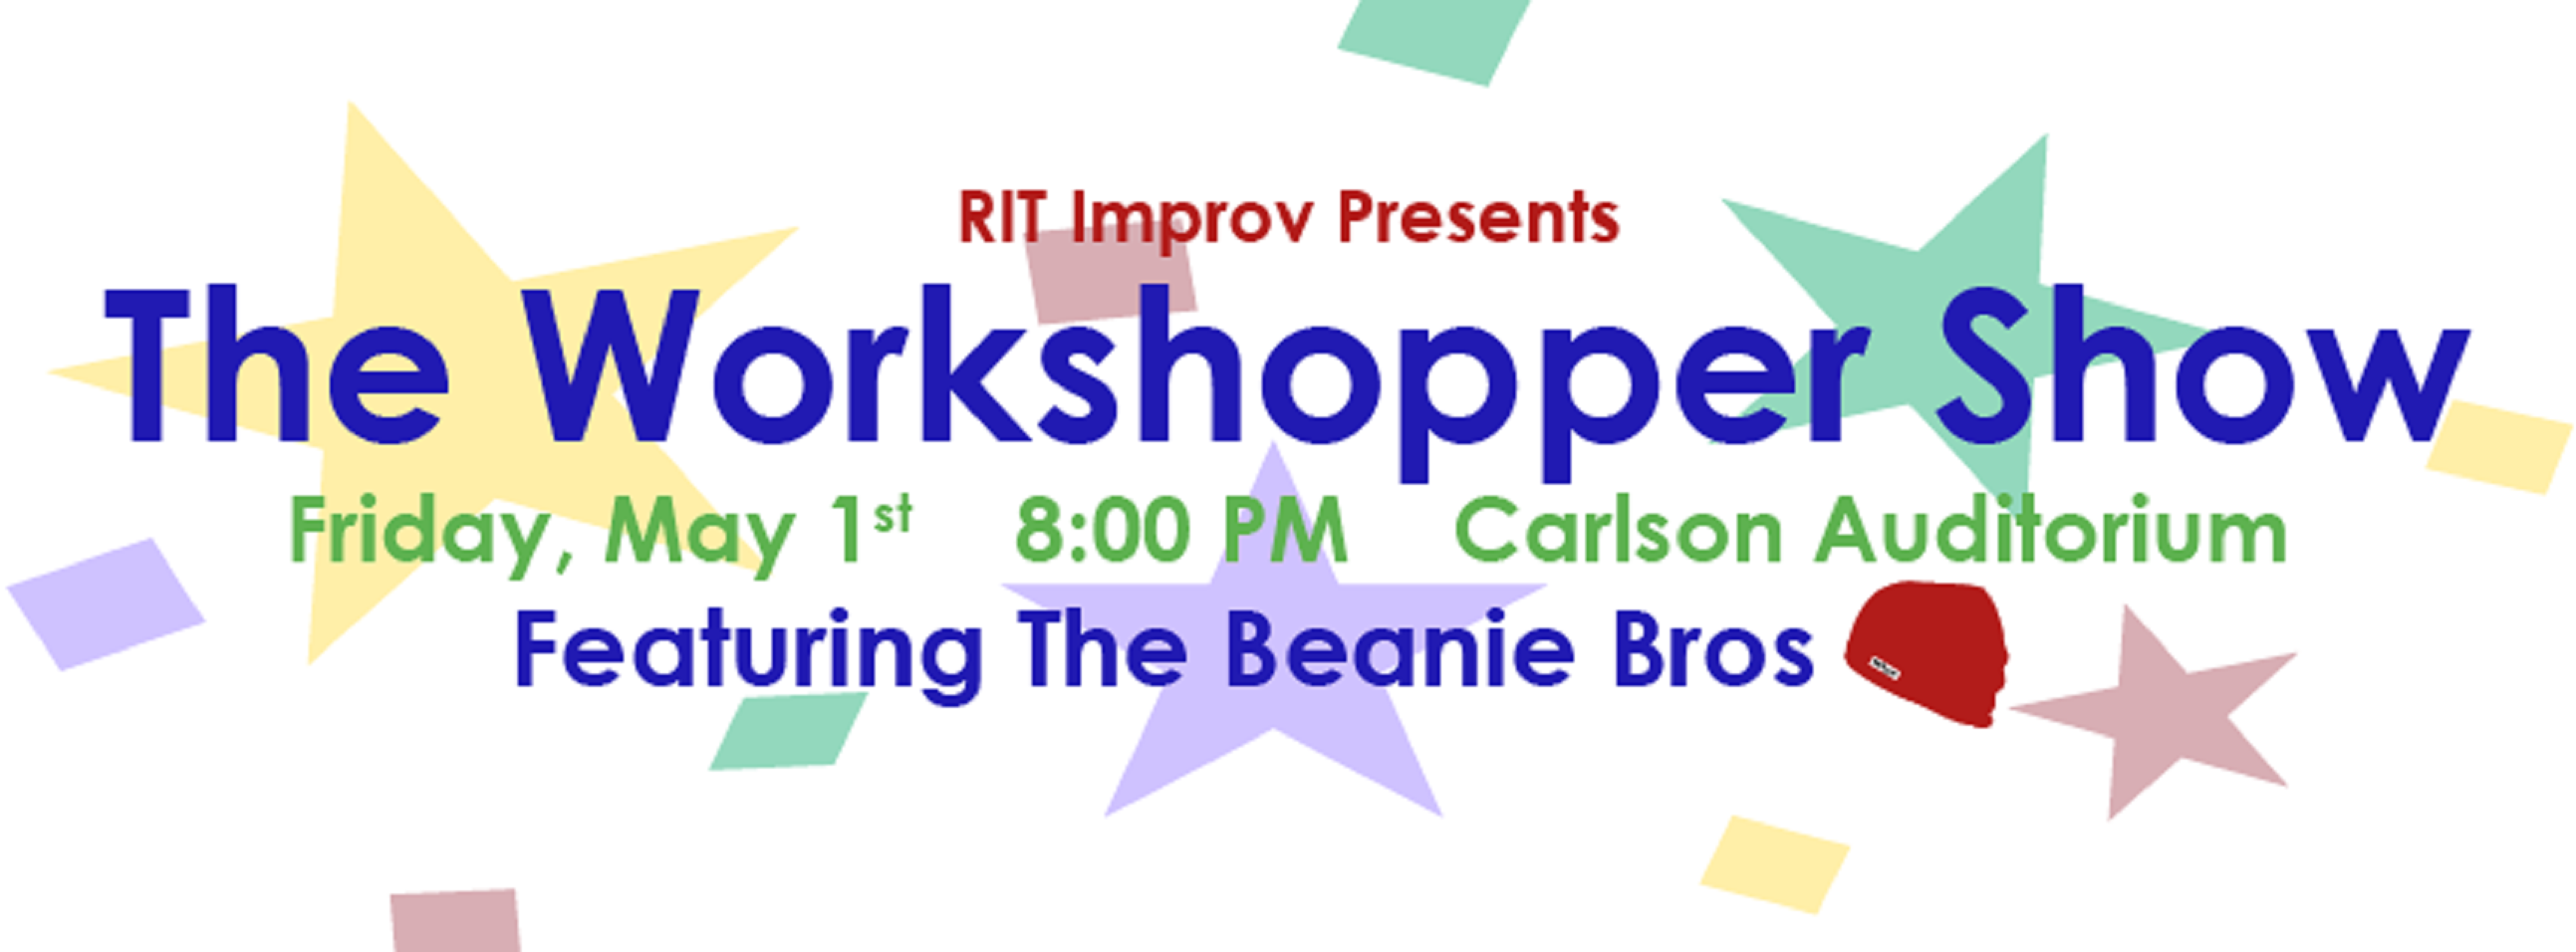 RIT Improv Presents
The Workshopper Show
Friday, May 1st 8:00 PM Carlson Auditorium
Featuring The Beanie Bros